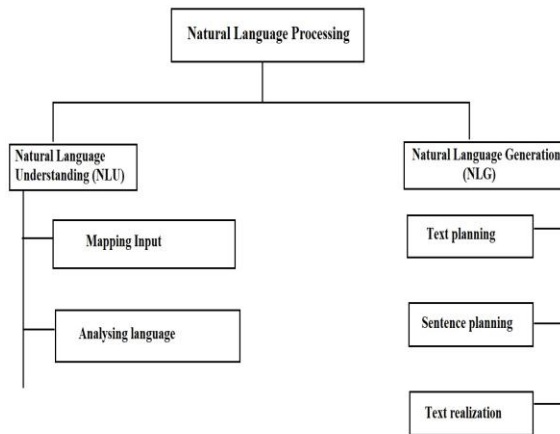 Natural Language Processing
Natural Language
Understanding (NLU)
Mapping Input
Analysing language
Natural Language Generation
(NLG)
Text planning
Sentence planning
Text realization